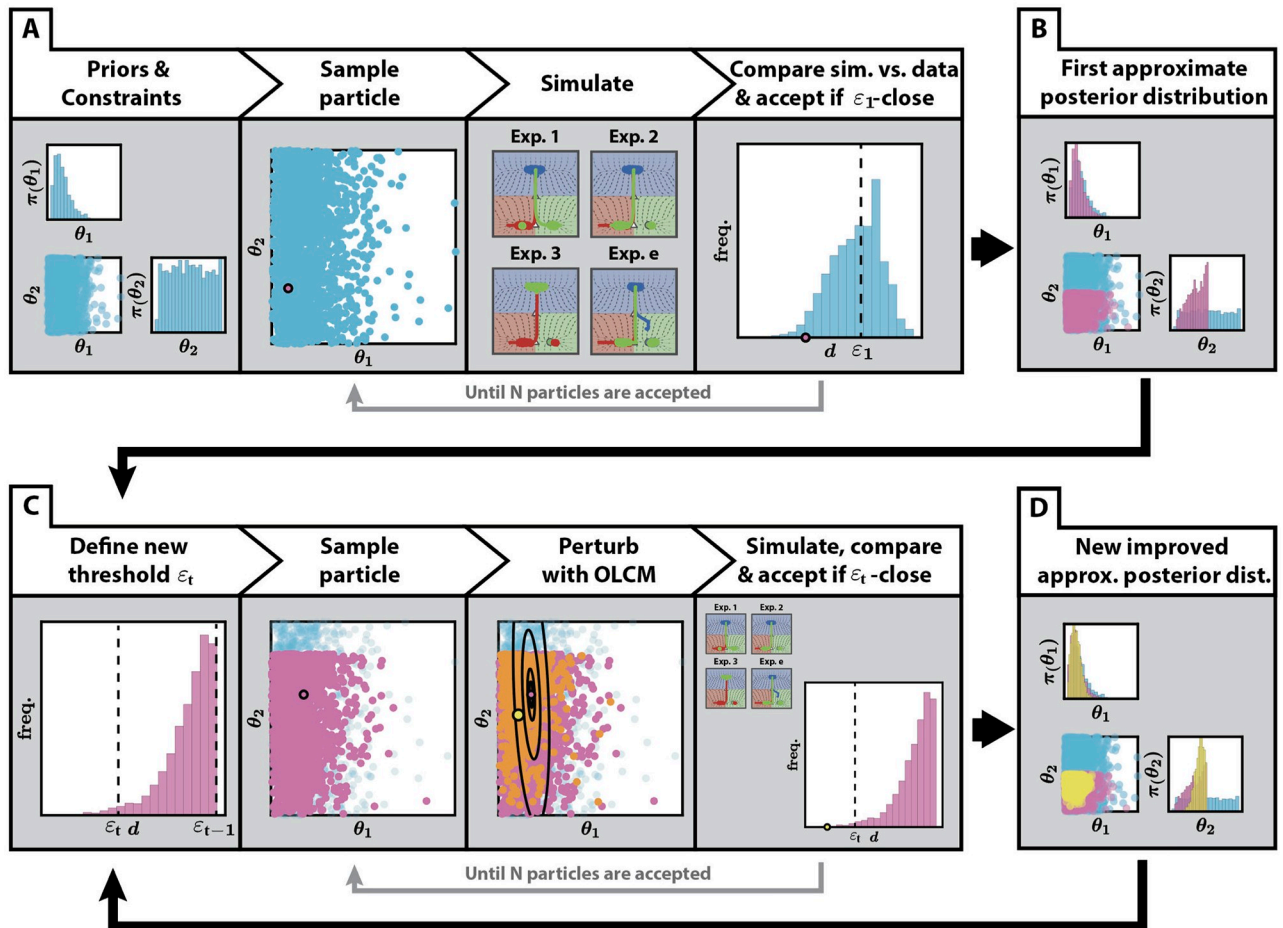 A
Priors &
Constraints
Sample
particle
Simulate
Compare sim. vs. data
& accept if ε₁-close
π(θ₁)
θ₁
θ₂
θ₁
π(θ₂)
θ₂
θ₂
θ₁
Exp. 1
Exp. 2
Exp. 3
Exp. e
freq.
d
ε₁
Until N particles are accepted
B
First approximate
posterior distribution
π(θ₁)
θ₁
θ₂
θ₁
π(θ₂)
θ₂
C
Define new
threshold εt
Sample
particle
Perturb
with OLCM
Simulate, compare
& accept if εt -close
freq.
εt d
εt−1
θ₂
θ₁
θ₂
θ₁
Exp. 1
Exp. 2
Exp. 3
Exp. e
freq.
εt d
Until N particles are accepted
D
New improved
approx. posterior dist.
π(θ₁)
θ₁
θ₂
θ₁
π(θ₂)
θ₂